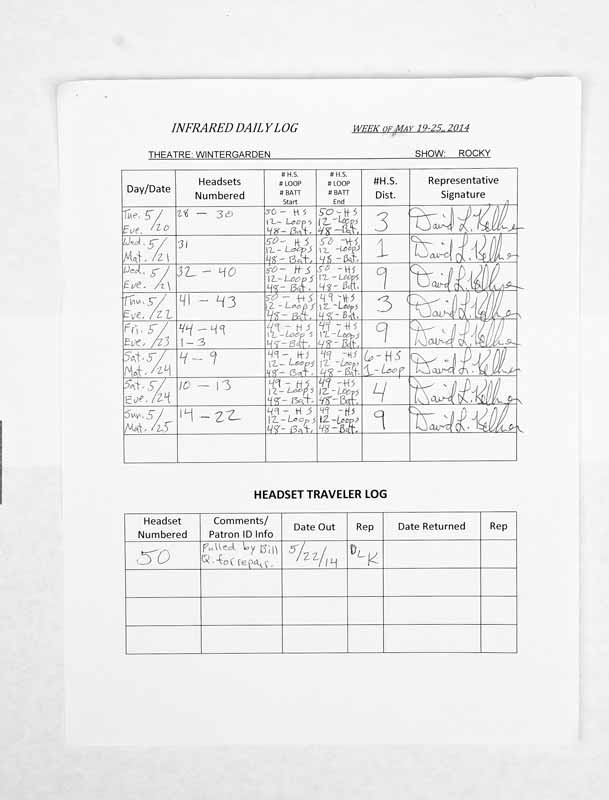 INFRARED DAILY LOG WEEK OF MAY 19-25, 2014
THEATRE: WINTERGARDEN SHOW: ROCKY
Day/Date Headsets Numbered # H.S. # LOOP # BATT Start # H.S. # LOOP # BATT End #H.S. Dist. Representative Signature
Tue. 5/ 28 – 30 50 – HS 50 – HS 3 David L. Kellner
Eve. /20 12-Loops 12-Loops
48-Bat. 48-Bat.
Wed. 5/ 31 50 – HS 50 – HS 1 David L. Kellner
Mat. /21 12-Loops 12-Loops
48-Bat. 48-Bat.
Wed. 5/ 32 – 40 50 – HS 50 – HS 9 David L. Kellner
Eve. /21 12-Loops 12-Loops
48-Bat. 48-Bat.
Thu. 5/ 41 – 43 50 – HS 49 – HS 3 David L. Kellner
Eve. /22 12-Loops 12-Loops
48-Bat. 48-Bat.
Fri. 5/ 44 – 49 49 – HS 49 – HS 9 David L. Kellner
Eve. /23 1 – 3 12-Loops 12-Loops
48-Bat. 48-Bat.
Sat. 5/ 4 – 9 49 – HS 49 – HS 6-HS David L. Kellner
Mat. /24 12-Loops 12-Loops 1-Loop
48-Bat. 48-Bat.
Sat. 5/ 10 – 13 49 – HS 49 – HS 4 David L. Kellner
Eve. /24 12-Loops 12-Loops
48-Bat. 48-Bat.
Sun. 5/ 14 – 22 49 – HS 49 – HS 9 David L. Kellner
Mat. /25 12-Loops 12-Loops
48-Bat. 48-Bat.
HEADSET TRAVELER LOG
Headset Numbered Comments/ Patron ID Info Date Out Rep Date Returned Rep
50 Pulled by Bill 5/22/14 DLK
Q. for repair.